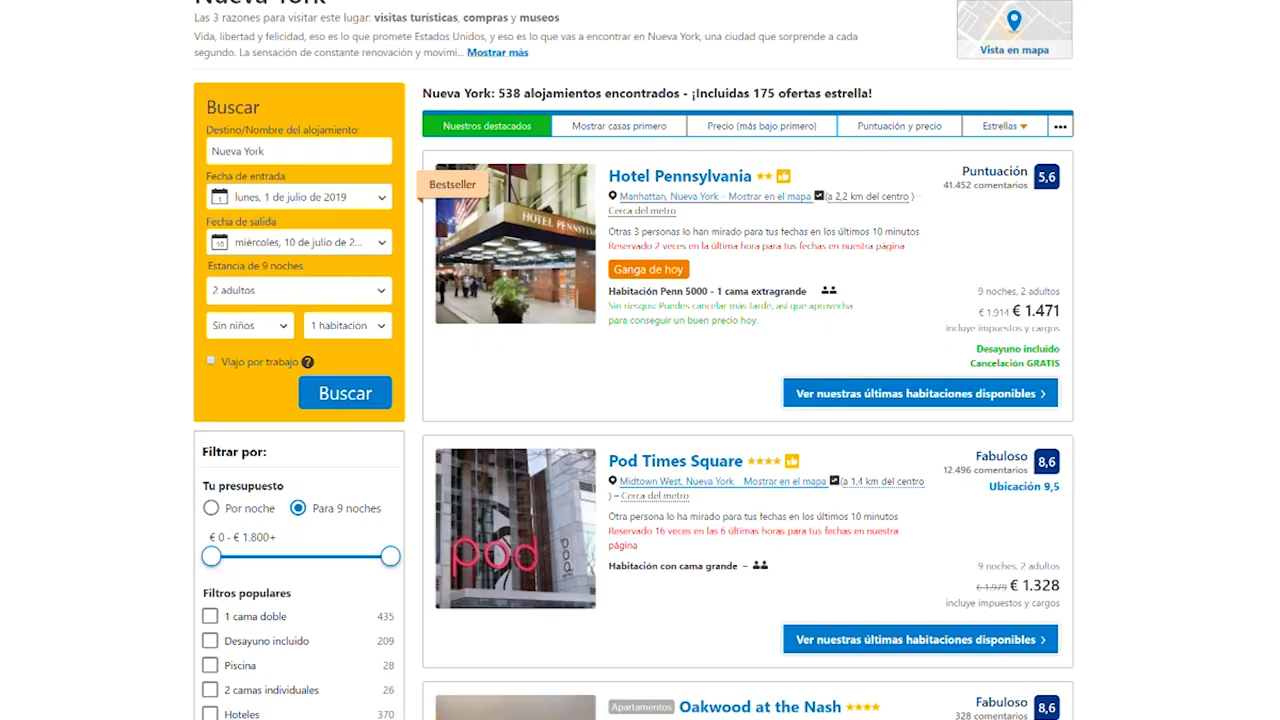 Nueva York
Las 3 razones para visitar este lugar: visitas turísticas, compras y museos
Vida, libertad y felicidad, eso es lo que promete Estados Unidos, y eso es lo que vas a encontrar en Nueva York, una ciudad que sorprende a cada
segundo. La sensación de constante renovación y movimi... Mostrar más
Vista en mapa
Buscar
Destino/Nombre del alojamiento:
Nueva York
Fecha de entrada
lunes, 1 de julio de 2019
Fecha de salida
miércoles, 10 de julio de 2...
Estancia de 9 noches
2 adultos
Sin niños
1 habitación
Viajo por trabajo
Buscar
Filtrar por:
Tu presupuesto
Por noche
Para 9 noches
€ 0 - € 1.800+
Filtros populares
1 cama doble 435
Desayuno incluido 209
Piscina 28
2 camas individuales 26
Hoteles 370
Nueva York: 538 alojamientos encontrados - ¡Incluidas 175 ofertas estrella!
Nuestros destacados
Mostrar casas primero
Precio (más bajo primero)
Puntuación y precio
Estrellas
...
Bestseller
HOTEL PENNSYLVA
Hotel Pennsylvania
Manhattan, Nueva York – Mostrar en el mapa (a 2,2 km del centro ) –
Cerca del metro
Otras 3 personas lo han mirado para tus fechas en los últimos 10 minutos
Reservado 2 veces en la última hora para tus fechas en nuestra página
Ganga de hoy
Habitación Penn 5000 - 1 cama extragrande
Sin riesgos: Puedes cancelar más tarde, así que aprovecha
para conseguir un buen precio hoy.
Puntuación 5,6
41.452 comentarios
9 noches, 2 adultos
€ 1.914 € 1.471
incluye impuestos y cargos
Desayuno incluido
Cancelación GRATIS
Ver nuestras últimas habitaciones disponibles
pod
pod
Pod Times Square
Midtown West, Nueva York – Mostrar en el mapa (a 1,4 km del centro
) – Cerca del metro
Otra persona lo ha mirado para tus fechas en los últimos 10 minutos
Reservado 16 veces en las 6 últimas horas para tus fechas en nuestra
página
Habitación con cama grande –
Fabuloso 8,6
12.496 comentarios
Ubicación 9,5
9 noches, 2 adultos
€ 1.979 € 1.328
incluye impuestos y cargos
Ver nuestras últimas habitaciones disponibles
Apartamentos Oakwood at the Nash
Fabuloso 8,6
328 comentarios